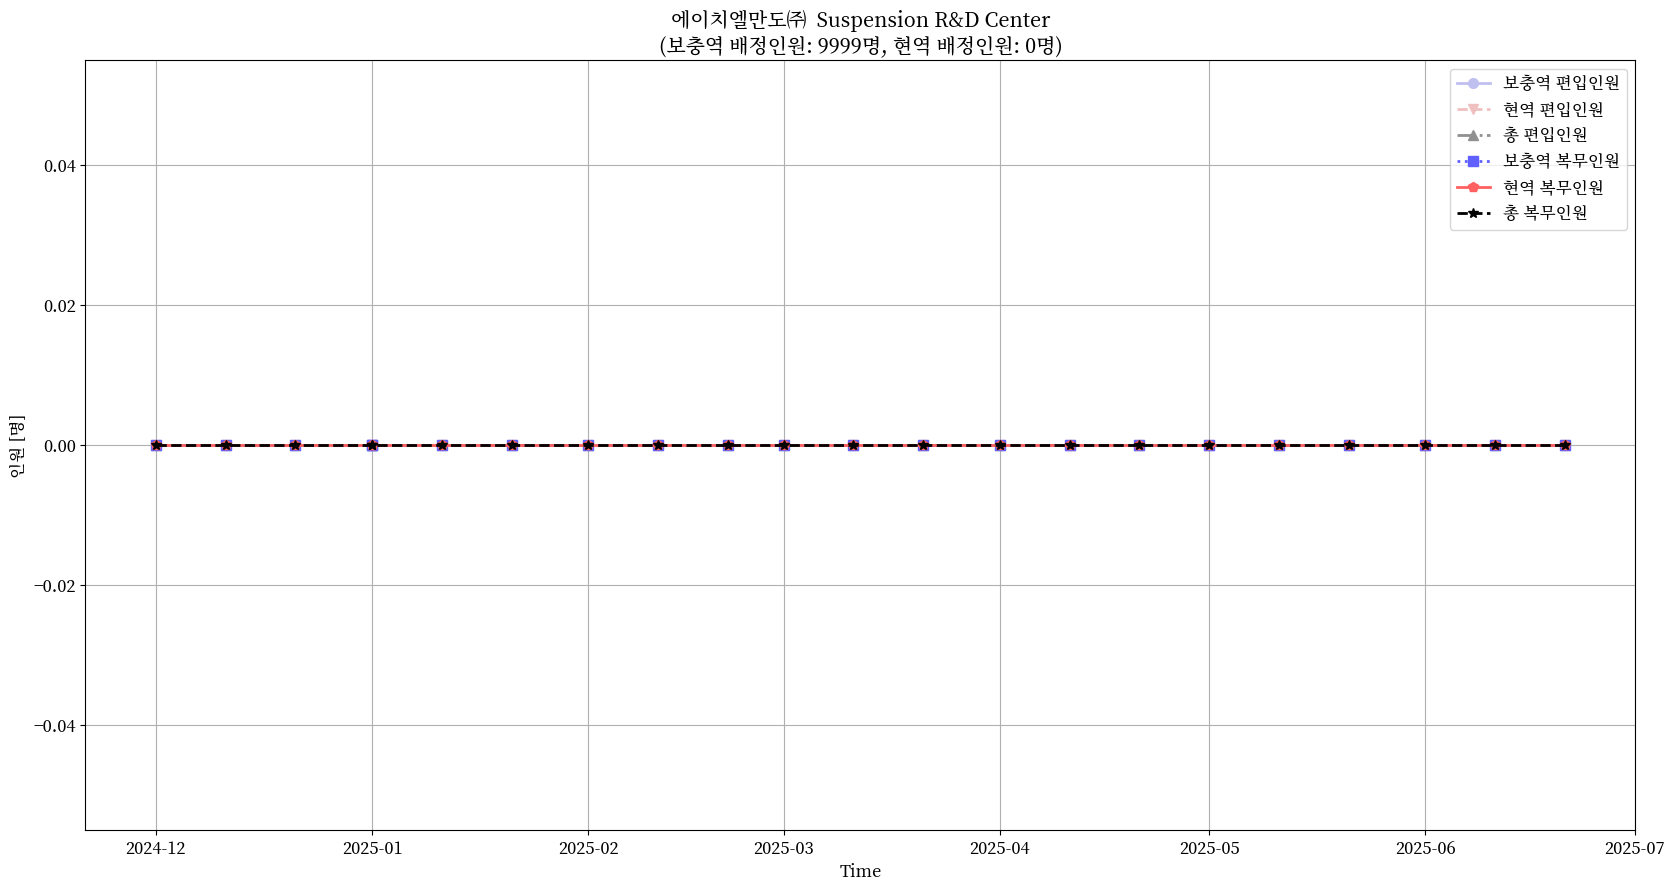 에이치엘만도㈜ Suspension R&D Center
(보충역 배정인원: 9999명, 현역 배정인원: 0명)
보충역 편입인원
현역 편입인원
총 편입인원
보충역 복무인원
현역 복무인원
총 복무인원
인원 [명]
0.04
0.02
0.00
−0.02
−0.04
2024-12
2025-01
2025-02
2025-03
2025-04
2025-05
2025-06
2025-07
Time